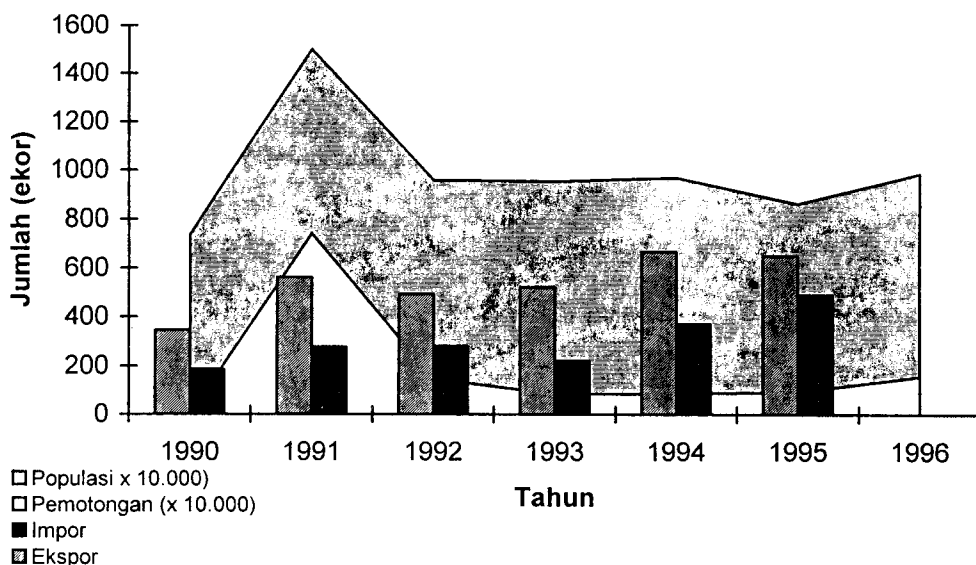 1600
1400
1200
1000
800
600
400
200
0
Jumlah (ekor)
1990 1991 1992 1993 1994 1995 1996
Tahun
Populasi x 10.000)
Pemotongan (x 10.000)
Impor
Ekspor